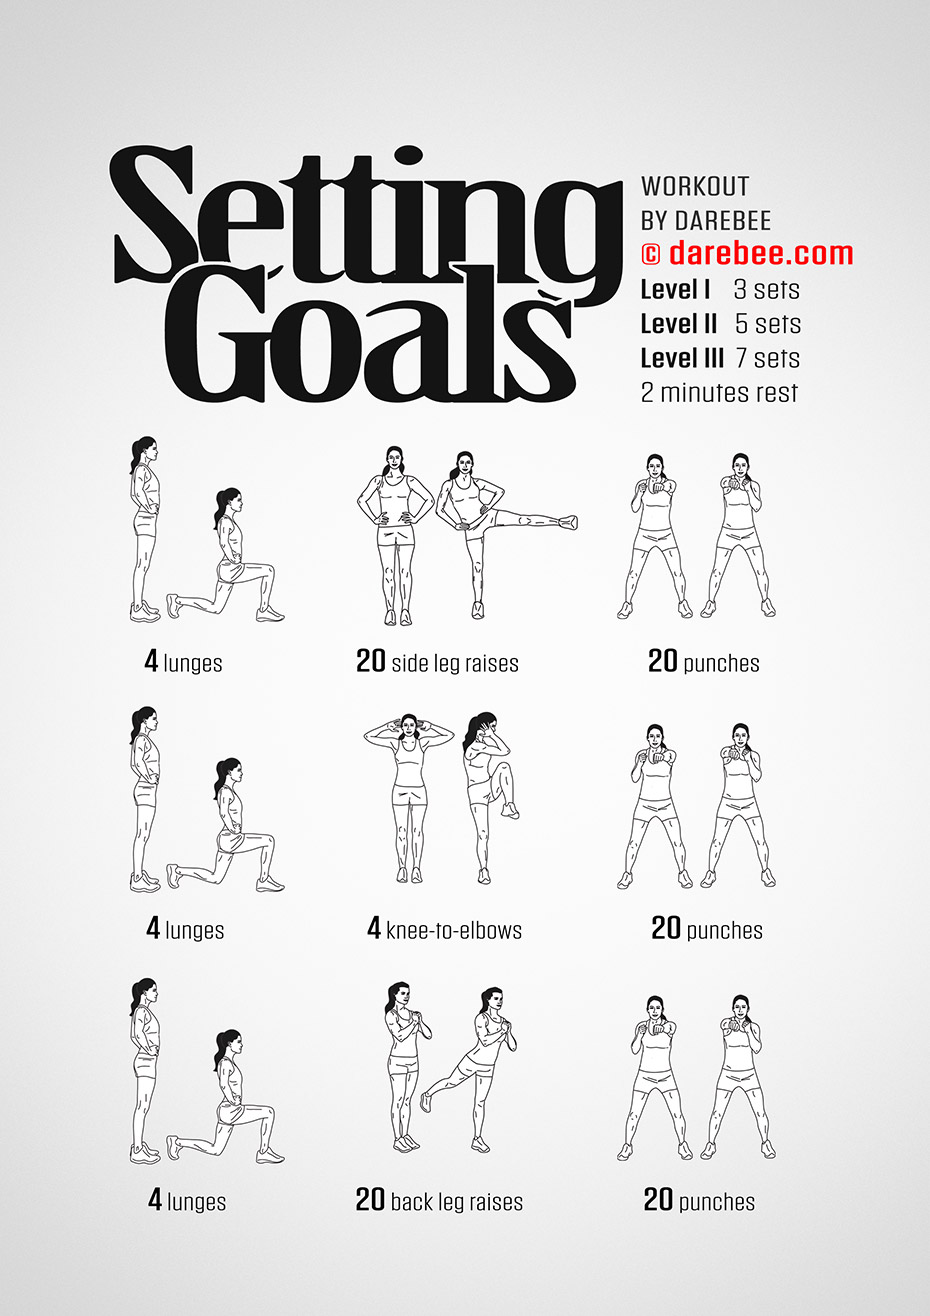 Setting
Goals
WORKOUT
BY DAREBEE
© darebee.com
Level I 3 sets
Level II 5 sets
Level III 7 sets
2 minutes rest
4 lunges
20 side leg raises
20 punches
4 lunges
4 knee-to-elbows
20 punches
4 lunges
20 back leg raises
20 punches